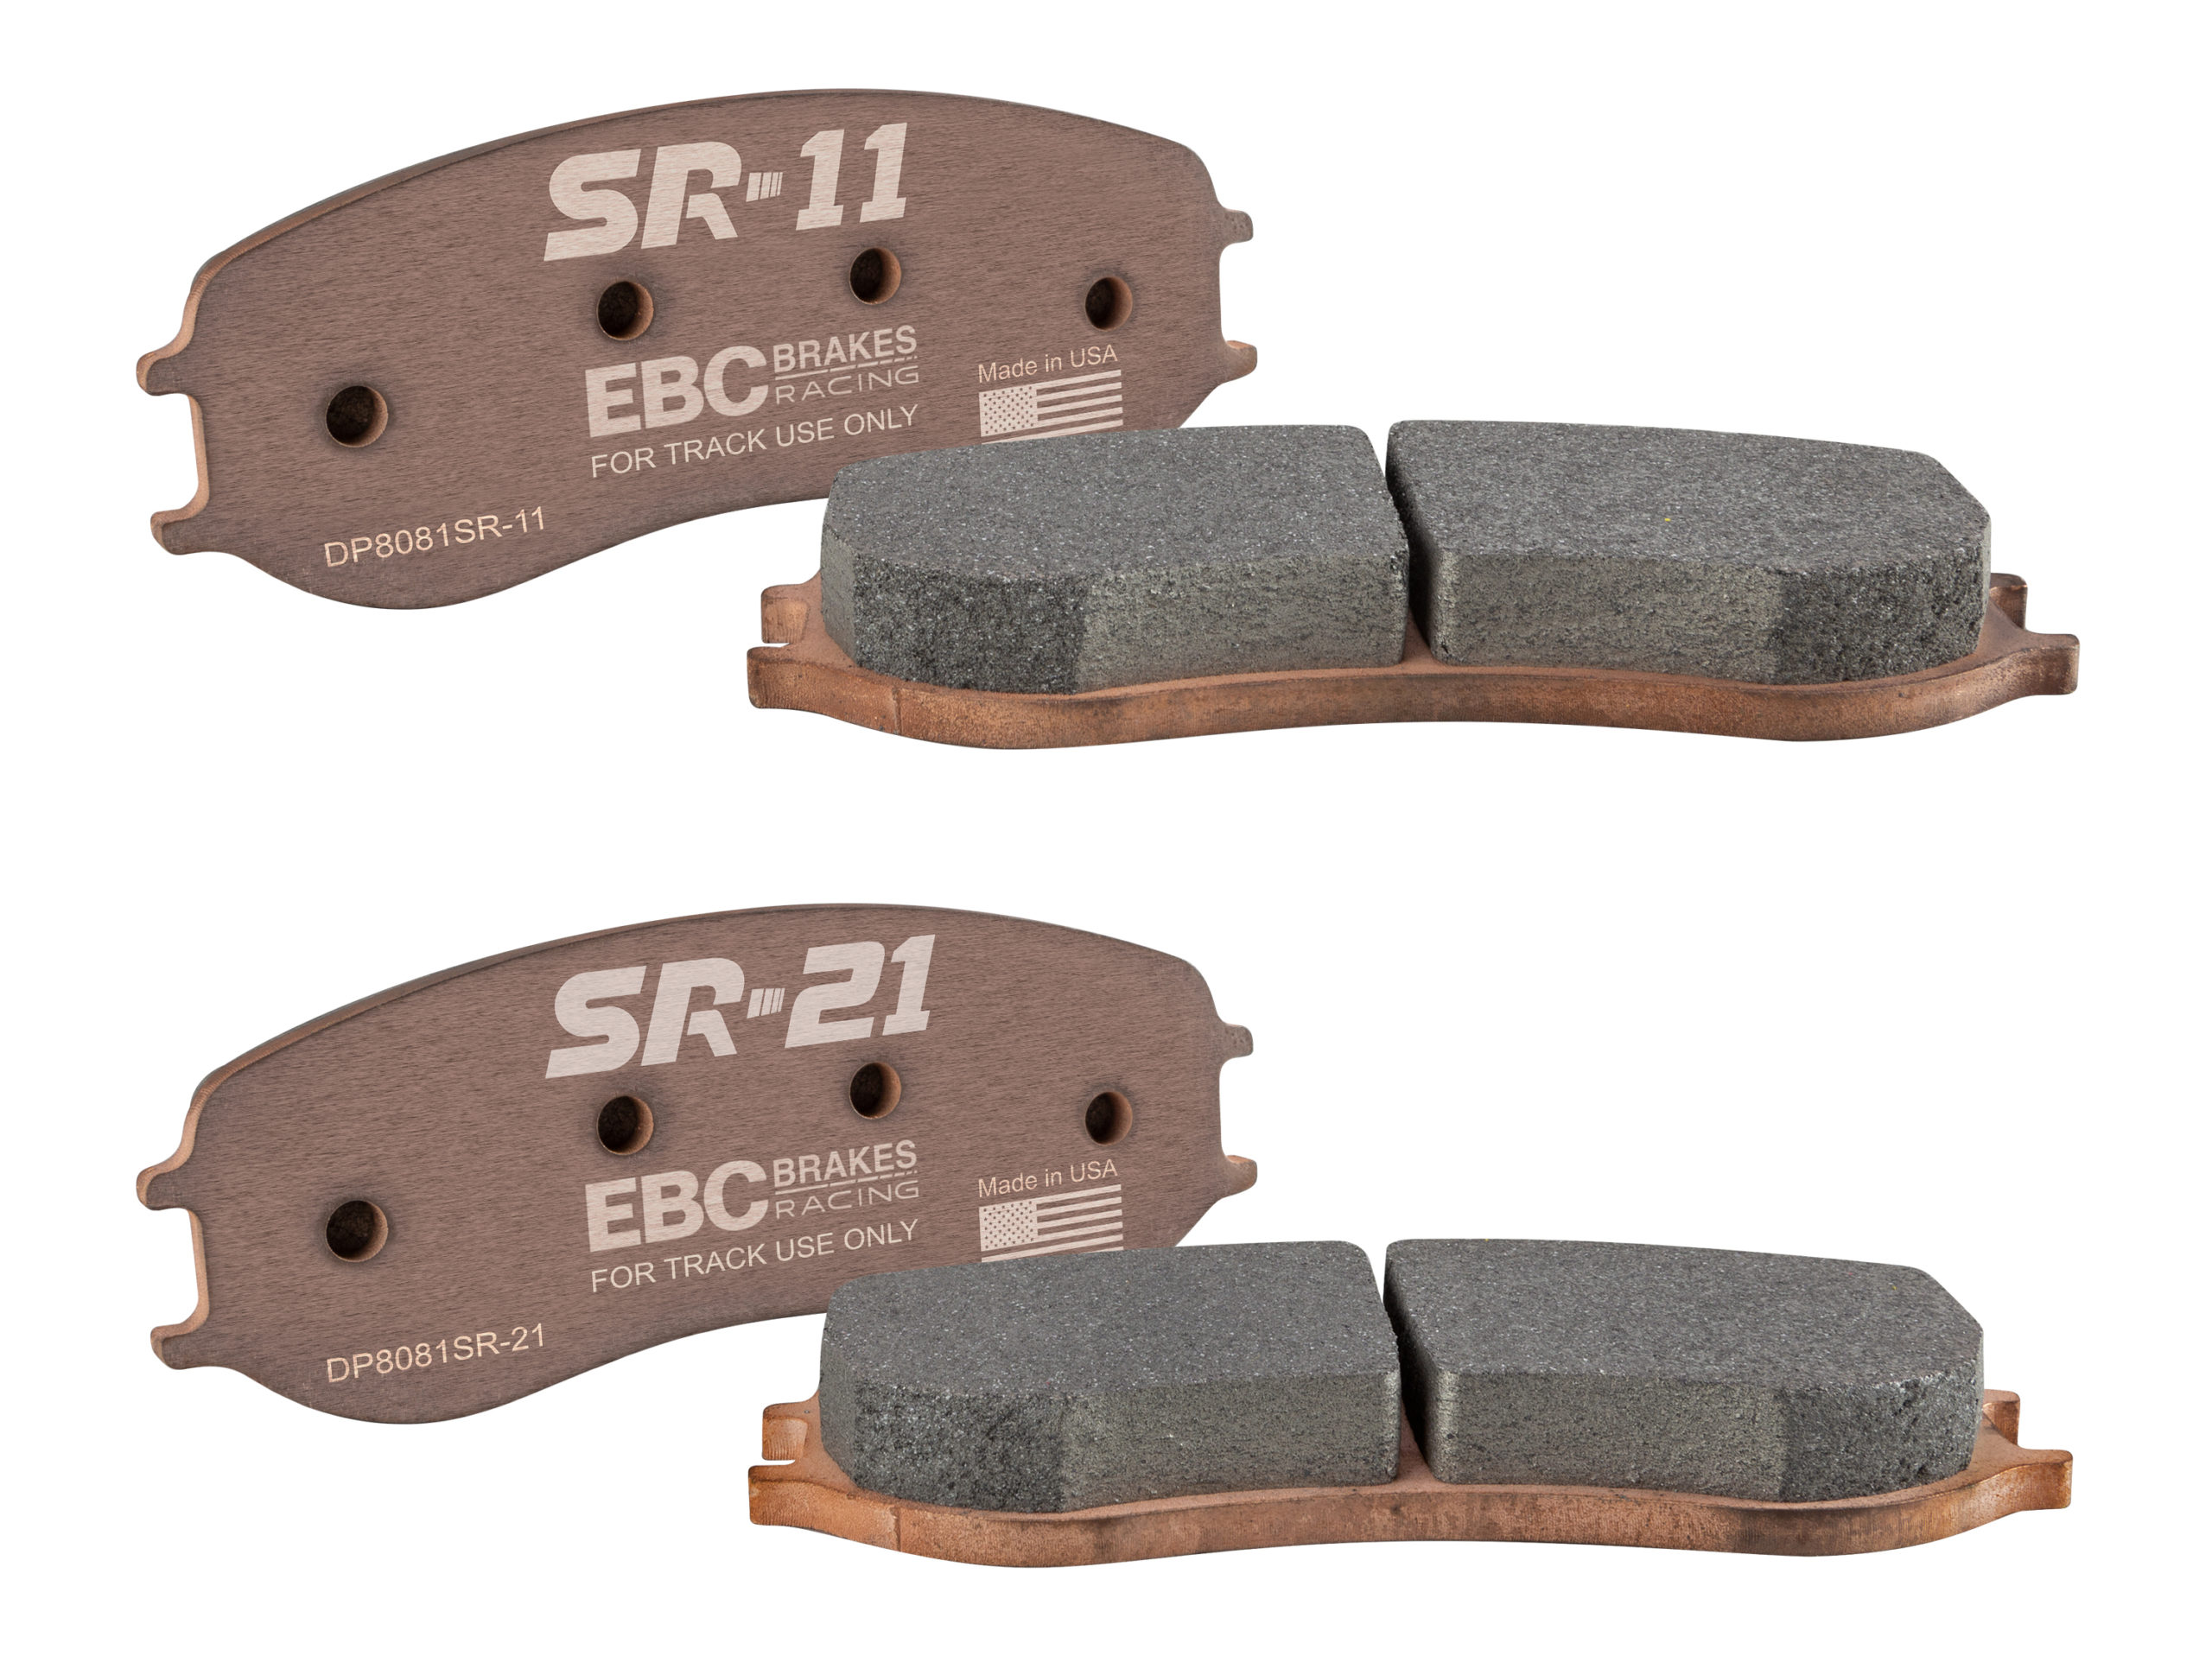 SR-11
EBC BRAKES
RACING
FOR TRACK USE ONLY
Made in USA
DP8081SR-11
SR-21
EBC BRAKES
RACING
FOR TRACK USE ONLY
Made in USA
DP8081SR-21